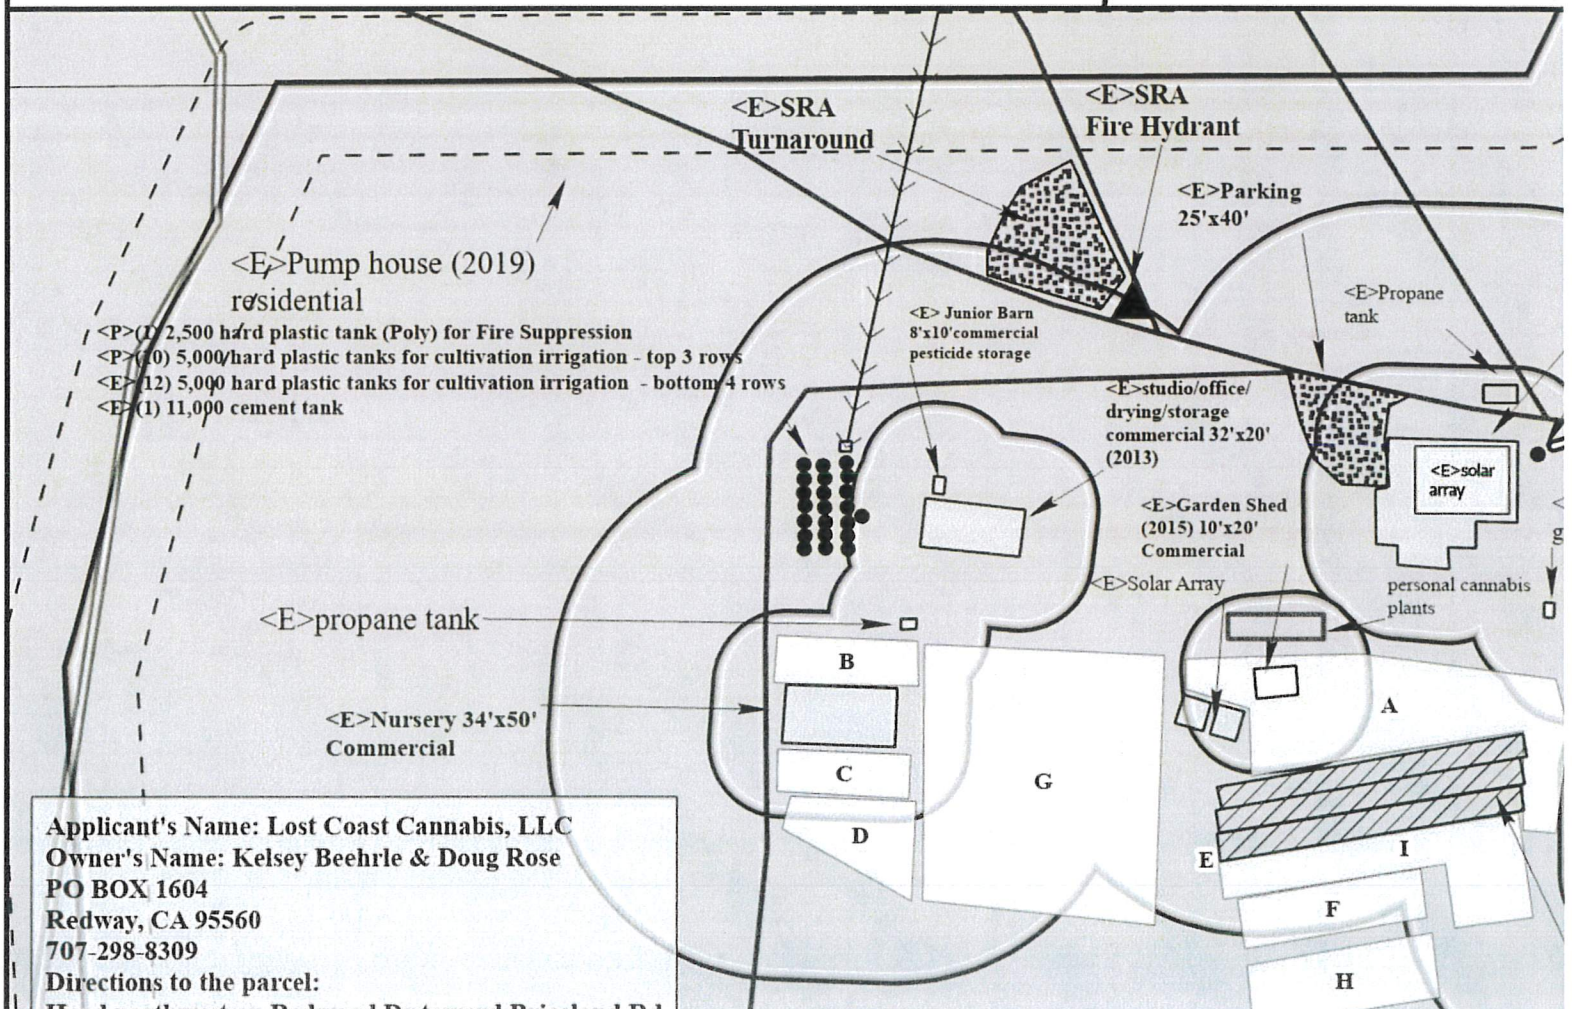 <E>SRA
Turnaround
<E>SRA
Fire Hydrant
<E>Parking
25'x40'
<E>Pump house (2019)
residential
<P>(1) 2,500 hard plastic tank (Poly) for Fire Suppression
<P>(10) 5,000 hard plastic tanks for cultivation irrigation - top 3 rows
<E>(12) 5,000 hard plastic tanks for cultivation irrigation - bottom 4 rows
<E>(1) 11,000 cement tank
<E> Junior Barn
8'x10'commercial
pesticide storage
<E>Propane
tank
<E>studio/office/
drying/storage
commercial 32'x20'
(2013)
<E>solar
array
<E>Garden Shed
(2015) 10'x20'
Commercial
<
g
<E>Solar Array
personal cannabis
plants
<E>propane tank
B
<E>Nursery 34'x50'
Commercial
A
C
G
D
E
I
F
H
Applicant's Name: Lost Coast Cannabis, LLC
Owner's Name: Kelsey Beehrle & Doug Rose
PO BOX 1604
Redway, CA 95560
707-298-8309
Directions to the parcel: